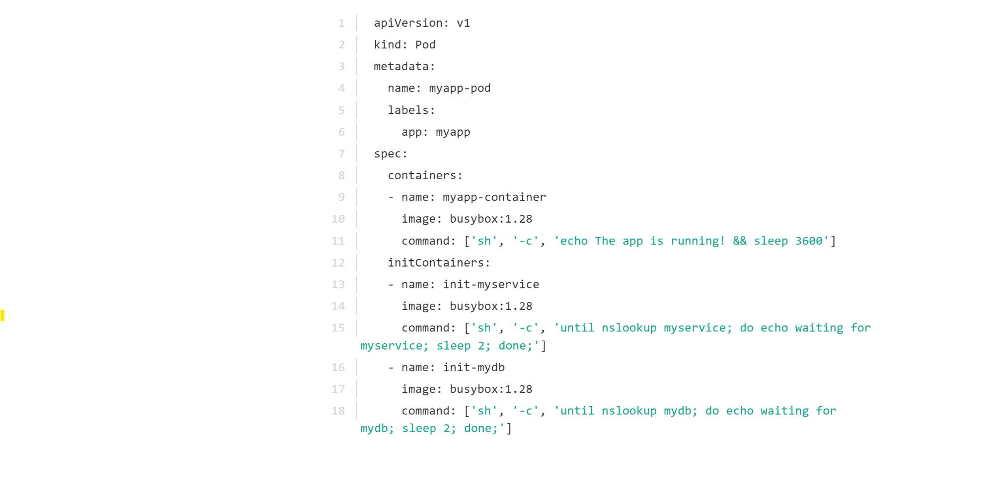 1 apiVersion: v1
2 kind: Pod
3 metadata:
4   name: myapp-pod
5   labels:
6     app: myapp
7 spec:
8   containers:
9   - name: myapp-container
10     image: busybox:1.28
11     command: ['sh', '-c', 'echo The app is running! && sleep 3600']
12   initContainers:
13   - name: init-myservice
14     image: busybox:1.28
15     command: ['sh', '-c', 'until nslookup myservice; do echo waiting for
myservice; sleep 2; done;']
16   - name: init-mydb
17     image: busybox:1.28
18     command: ['sh', '-c', 'until nslookup mydb; do echo waiting for
mydb; sleep 2; done;']